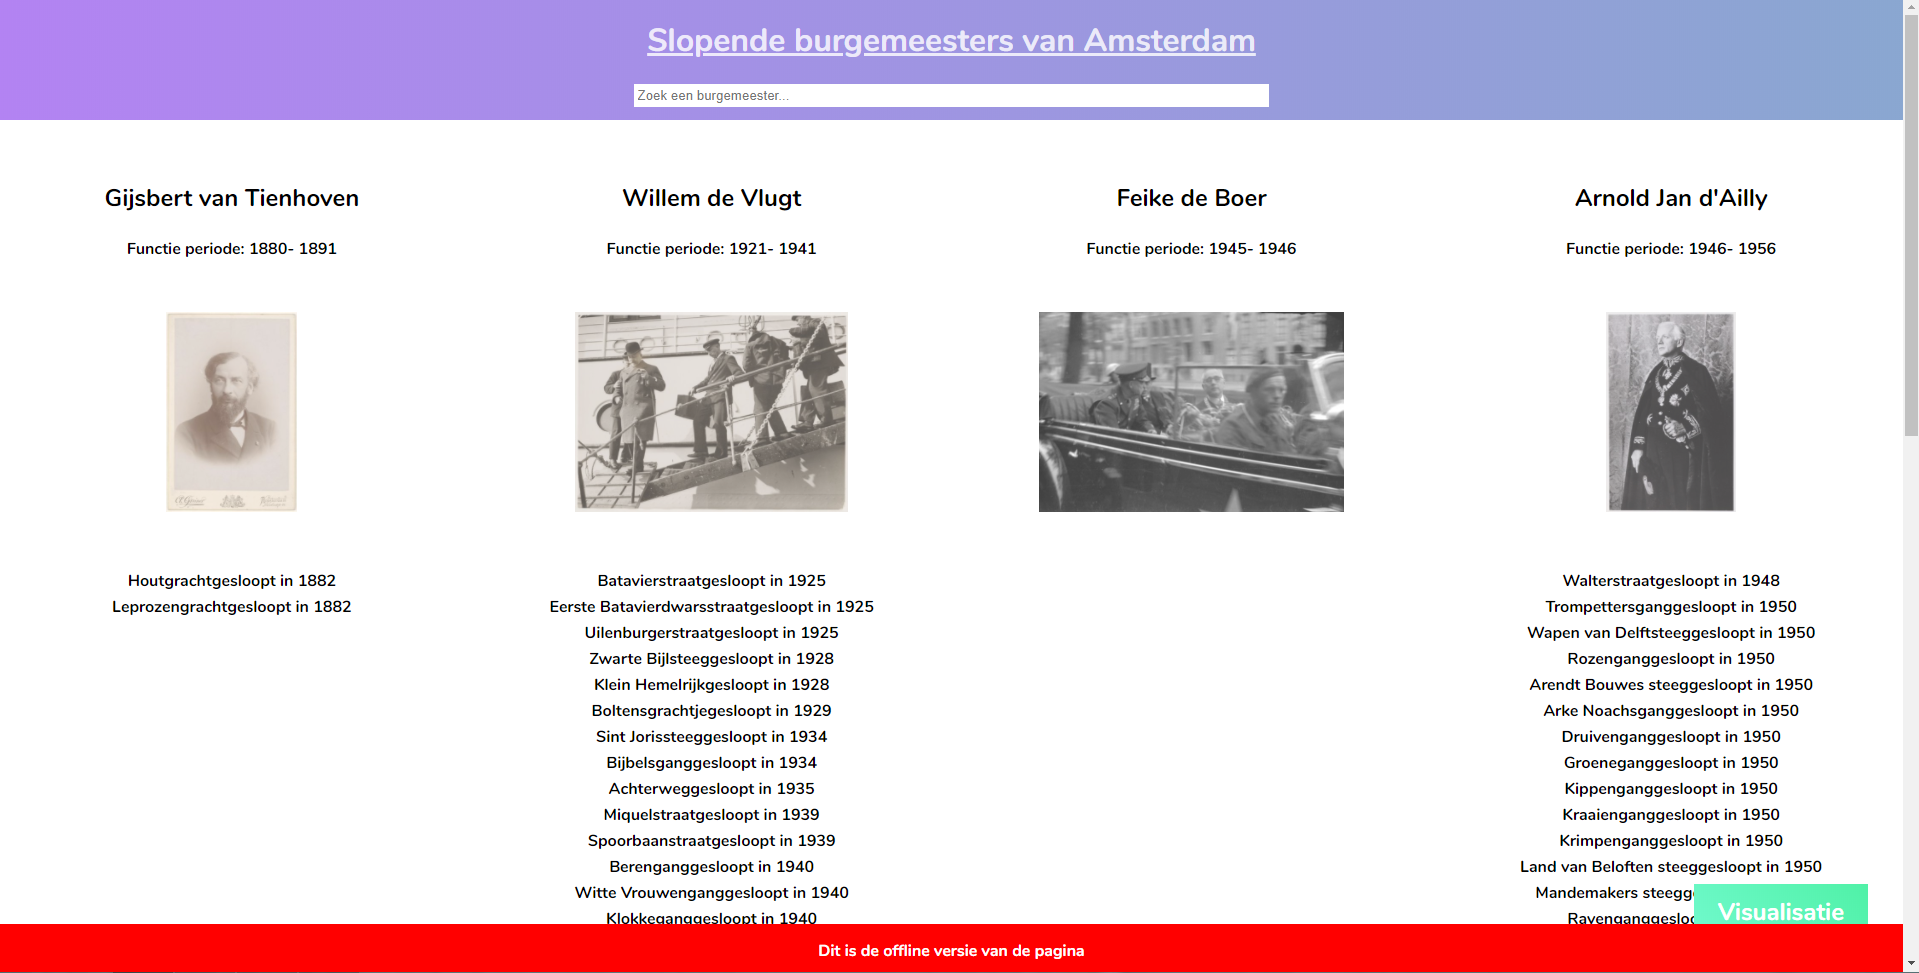 Slopende burgemeesters van Amsterdam
Zoek een burgemeester...
Gijsbert van Tienhoven
Functie periode: 1880- 1891
Houtgrachtgesloopt in 1882
Leprozengrachtgesloopt in 1882
Willem de Vlugt
Functie periode: 1921- 1941
Batavierstraatgesloopt in 1925
Eerste Batavierdwarsstraatgesloopt in 1925
Uilenburgerstraatgesloopt in 1925
Zwarte Bijlsteeggesloopt in 1928
Klein Hemelrijkgesloopt in 1928
Boltensgrachtjegesloopt in 1929
Sint Jorissteeggesloopt in 1934
Bijbelsganggesloopt in 1934
Achterweggesloopt in 1935
Miquelstraatgesloopt in 1939
Spoorbaanstraatgesloopt in 1939
Berenganggesloopt in 1940
Witte Vrouwenganggesloopt in 1940
Klokkeganggesloopt in 1940
Feike de Boer
Functie periode: 1945- 1946
Arnold Jan d'Ailly
Functie periode: 1946- 1956
Walterstraatgesloopt in 1948
Trompettersganggesloopt in 1950
Wapen van Delftsteeggesloopt in 1950
Rozenganggesloopt in 1950
Arendt Bouwes steeggesloopt in 1950
Arke Noachsganggesloopt in 1950
Druivenganggesloopt in 1950
Groeneganggesloopt in 1950
Kippenganggesloopt in 1950
Kraaienganggesloopt in 1950
Krimpenganggesloopt in 1950
Land van Beloften steeggesloopt in 1950
Mandemakers steegg
Ravenganggesloo
Visualisatie
Dit is de offline versie van de pagina